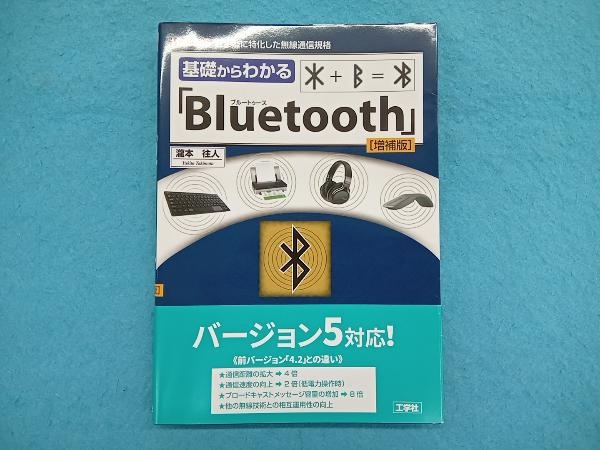 に特化した無線通信規格
基礎からわかる
ᚼ + ᛒ =
ブルートゥース
「Bluetooth」
[増補版]
瀧本 往人
Yukito Takimoto
バージョン5対応!
《前バージョン「4.2」との違い》
★通信距離の拡大➡4倍
★通信速度の向上➡2倍(低電力操作時)
★ブロードキャストメッセージ容量の増加➡8倍
★他の無線技術との相互運用性の向上
工学社